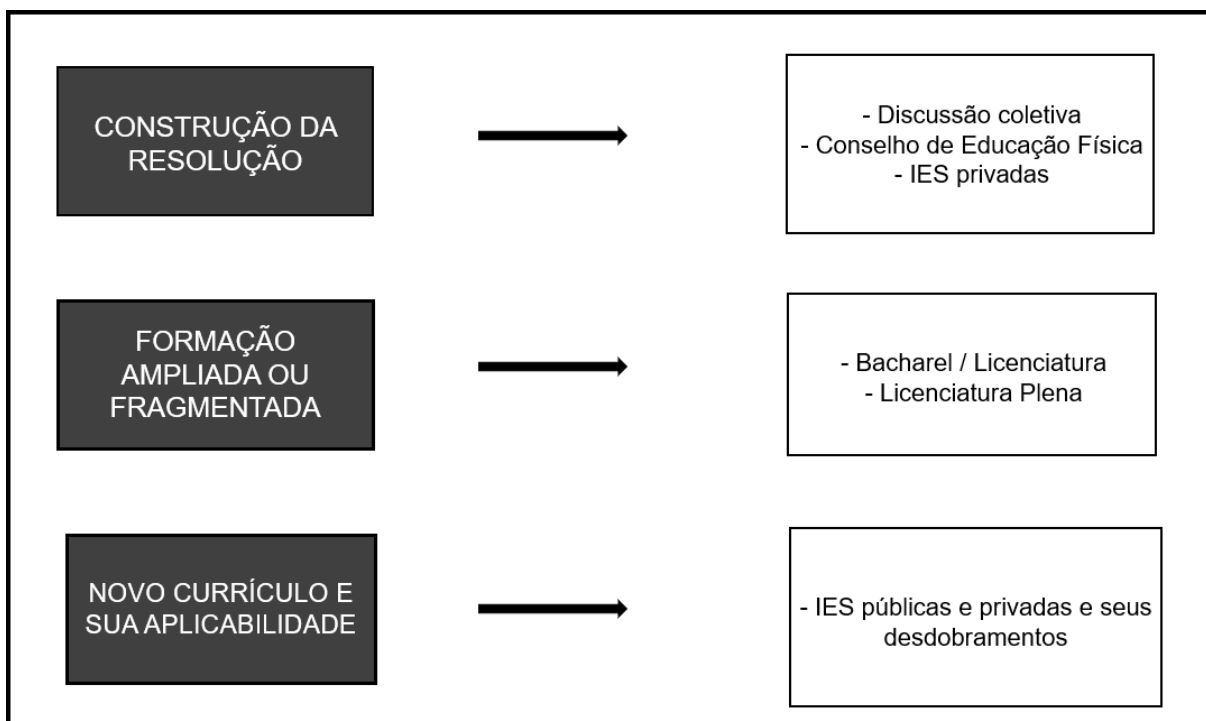 CONSTRUÇÃO DA
RESOLUÇÃO
- Discussão coletiva
- Conselho de Educação Física
- IES privadas
FORMAÇÃO
AMPLIADA OU
FRAGMENTADA
- Bacharel / Licenciatura
- Licenciatura Plena
NOVO CURRÍCULO E
SUA APLICABILIDADE
- IES públicas e privadas e seus
desdobramentos